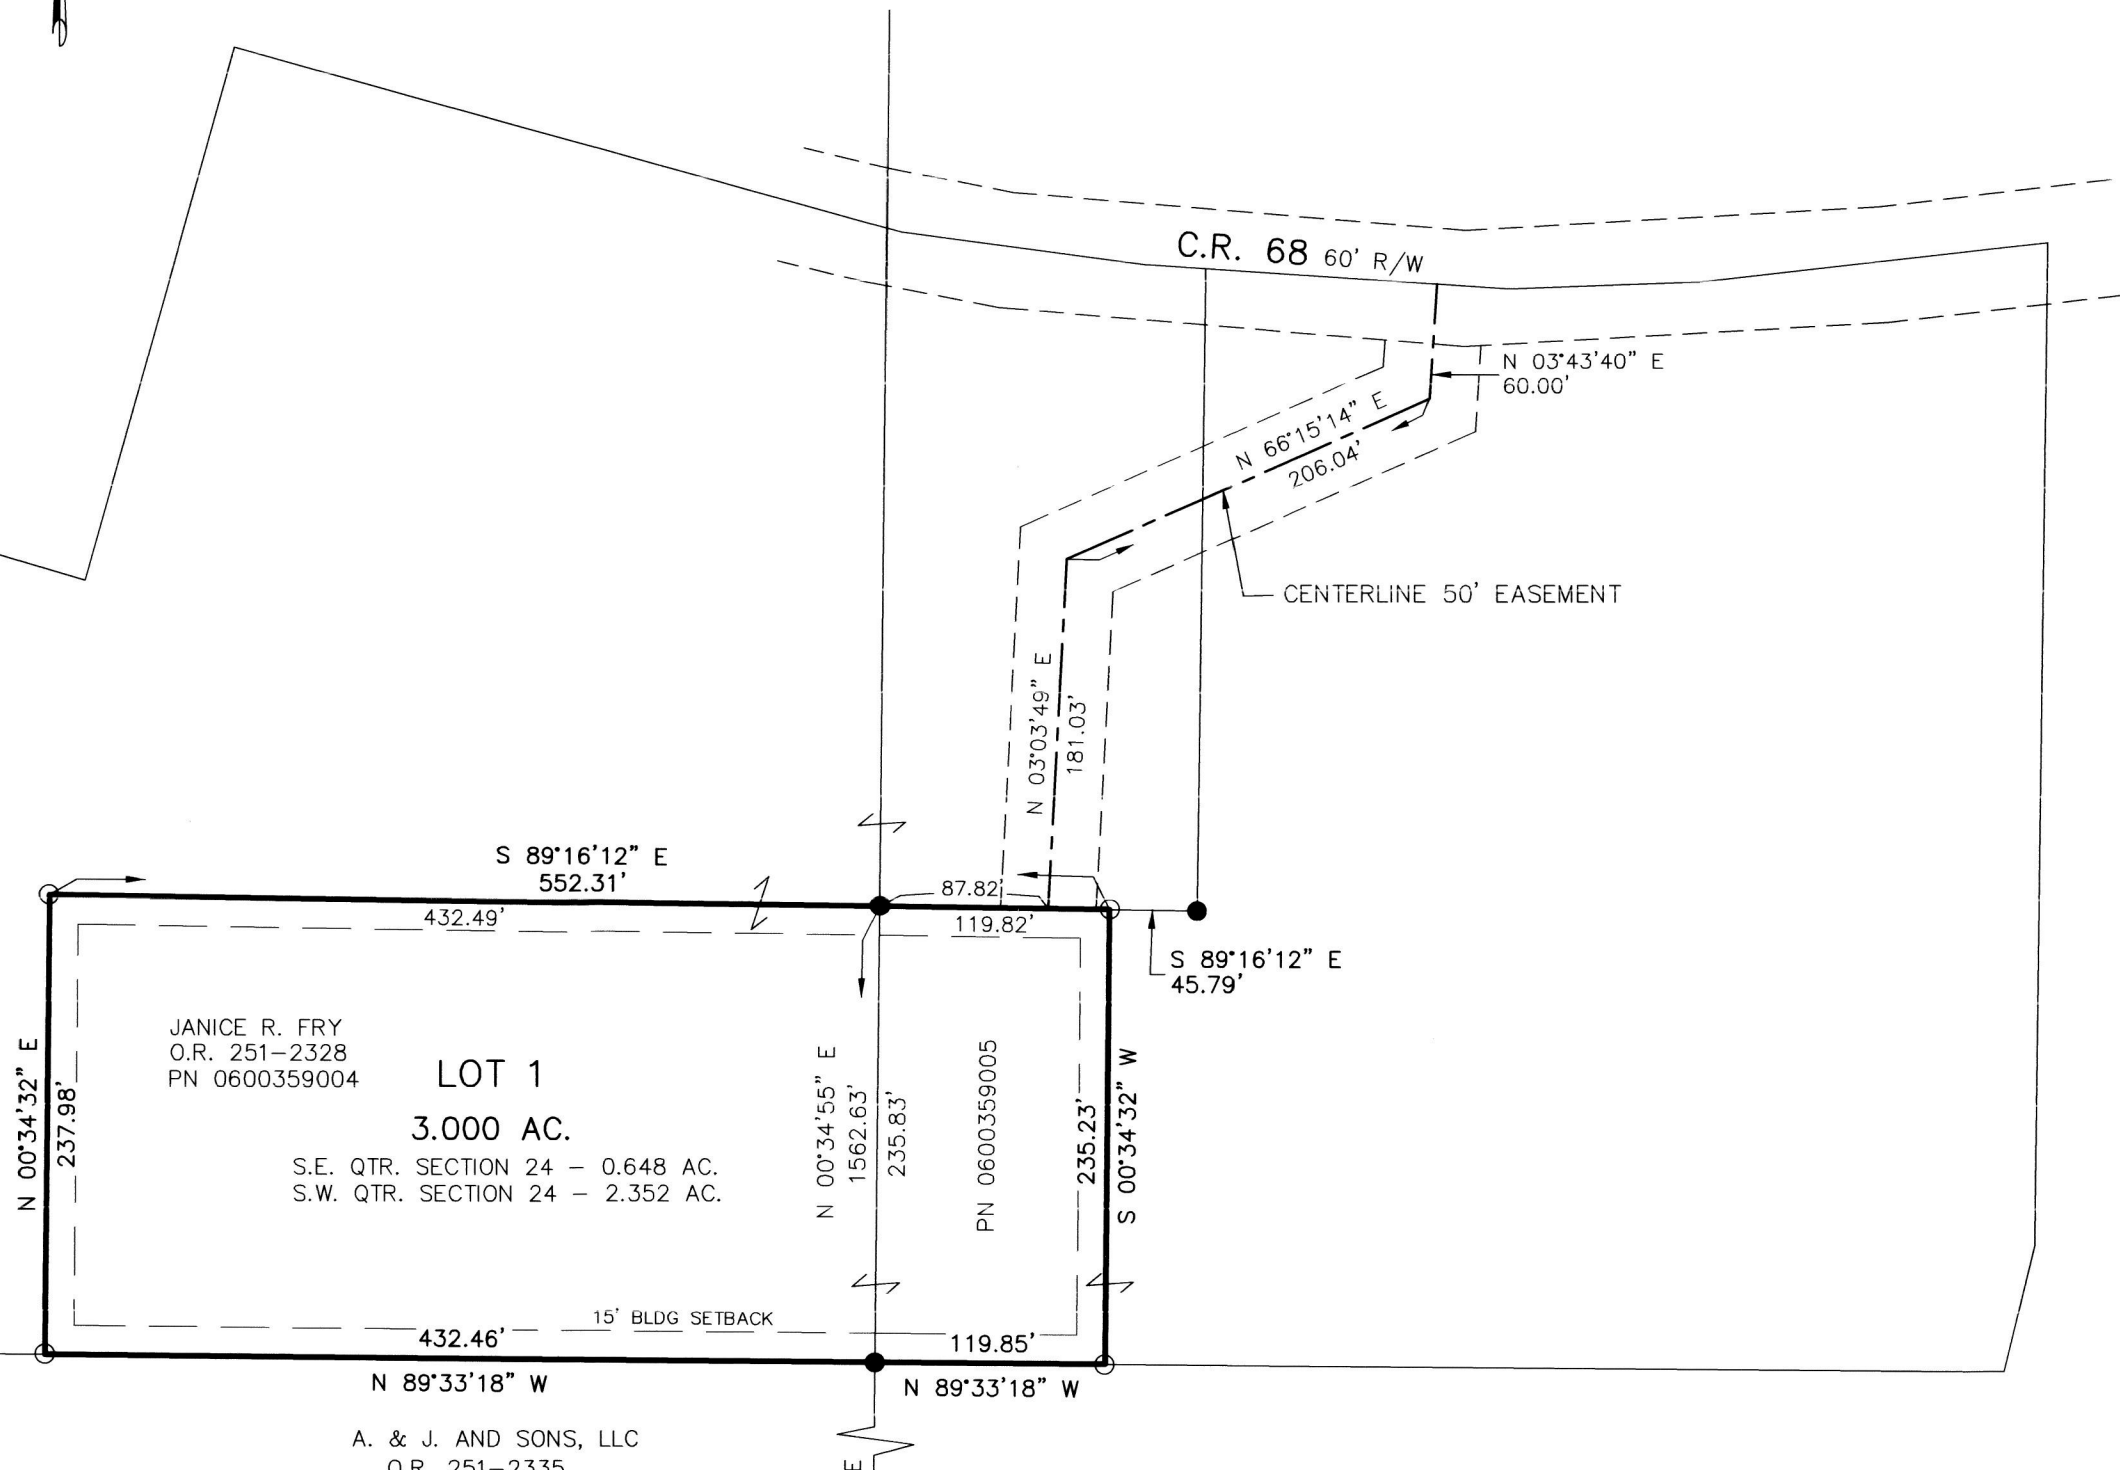 C.R. 68 60' R/W
N 03°43'40" E
60.00'
N 66°15'14" E
206.04'
CENTERLINE 50' EASEMENT
N 03°03'49" E
181.03'
S 89°16'12" E
552.31'
432.49'
87.82'
119.82'
S 89°16'12" E
45.79'
N 00°34'32" E
237.98'
JANICE R. FRY
O.R. 251-2328
PN 0600359004
LOT 1
3.000 AC.
S.E. QTR. SECTION 24 - 0.648 AC.
S.W. QTR. SECTION 24 - 2.352 AC.
N 00°34'55" E
1562.63'
235.83'
PN 0600359005
235.23'
S 00°34'32" W
15' BLDG SETBACK
432.46'
119.85'
N 89°33'18" W
N 89°33'18" W
A. & J. AND SONS, LLC
O.R. 251-2335
E